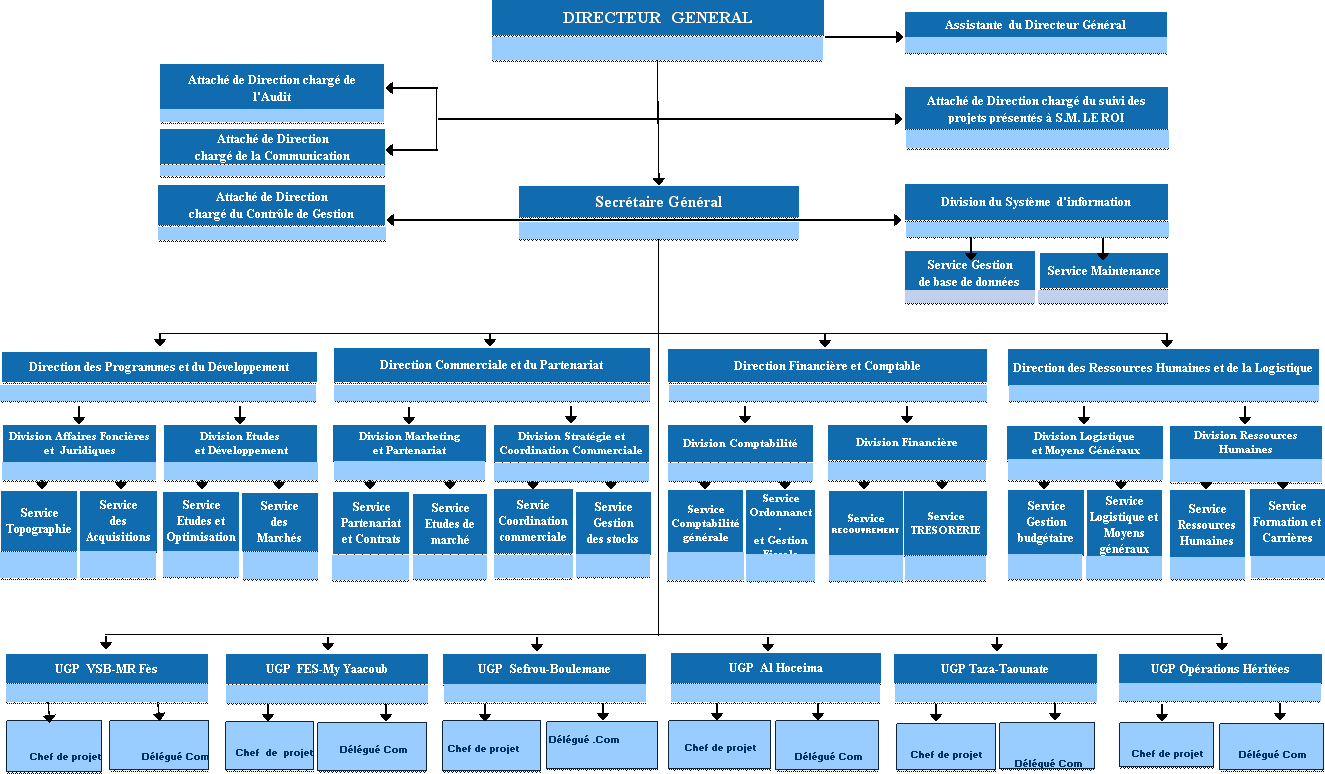 DIRECTEUR GENERAL
Assistante du Directeur Général
Attaché de Direction chargé de
l'Audit
Attaché de Direction chargé du suivi des
projets présentés à S.M. LE ROI
Attaché de Direction
chargé de la Communication
Attaché de Direction
chargé du Contrôle de Gestion
Secrétaire Général
Division du Système d'information
Service Gestion
de base de données
Service Maintenance
Direction des Programmes et du Développement
Direction Commerciale et du Partenariat
Direction Financière et Comptable
Direction des Ressources Humaines et de la Logistique
Division Affaires Foncières
et Juridiques
Division Etudes
et Développement
Division Marketing
et Partenariat
Division Stratégie et
Coordination Commerciale
Division Comptabilité
Division Financière
Division Logistique
et Moyens Généraux
Division Ressources
Humaines
Service
Topographie
Service
des
Acquisitions
Service
Etudes et
Optimisation
Service
des
Marchés
Service
Partenariat
et Contrats
Service
Etudes de
marché
Servie
Coordination
commerciale
Service
Gestion
des stocks
Service
Comptabilité
générale
Service
Ordonnanct
.
et Gestion
Fiscale
Service
RECOUVREMENT
Service
TRESORERIE
Service
Gestion
budgétaire
Service
Logistique et
Moyens
généraux
Service
Ressources
Humaines
Service
Formation et
Carrières
UGP VSB-MR Fès
UGP FES-My Yaacoub
UGP Sefrou-Boulemane
UGP Al Hoceima
UGP Taza-Taounate
UGP Opérations Héritées
Chef de projet
Délégué Com
Chef de projet
Délégué Com
Chef de projet
Délégué .Com
Chef de projet
Délégué Com
Chef de projet
Délégué Com
Chef de projet
Délégué Com